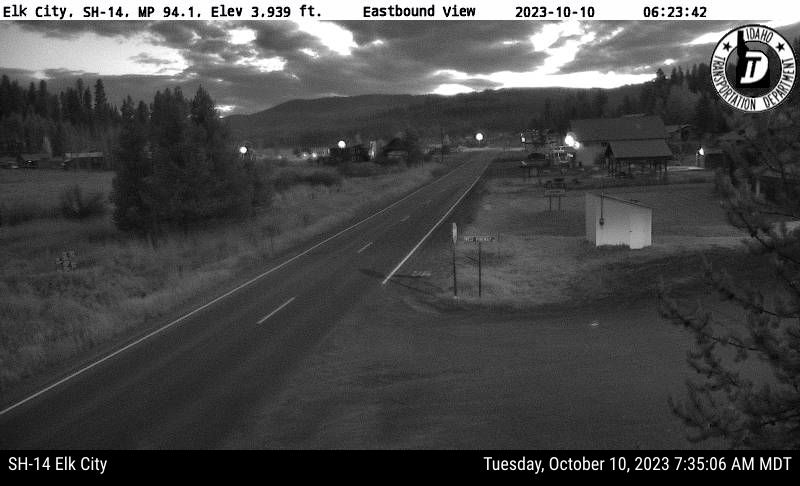 Elk City, SH-14, MP 94.1, Elev 3,939 ft. Eastbound View 2023-10-10 06:23:42
IDAHO
TRANSPORTATION DEPARTMENT
SH-14 Elk City Tuesday, October 10, 2023 7:35:06 AM MDT